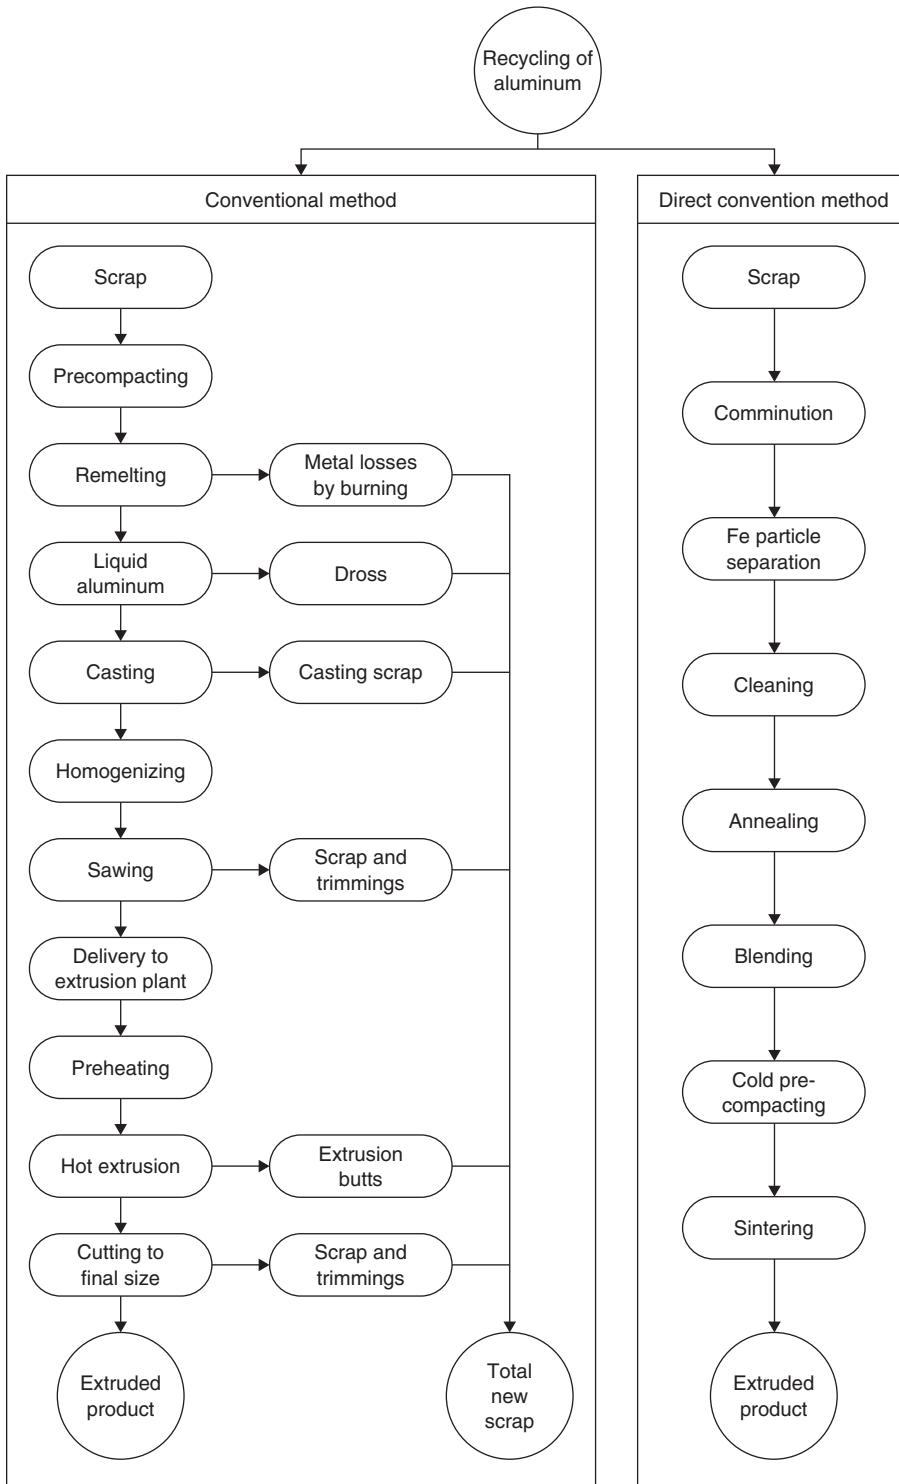 Recycling of
aluminum
Conventional method
Scrap
Precompacting
Remelting
Metal losses
by burning
Liquid
aluminum
Dross
Casting
Casting scrap
Homogenizing
Sawing
Scrap and
trimmings
Delivery to
extrusion plant
Preheating
Hot extrusion
Extrusion
butts
Cutting to
final size
Scrap and
trimmings
Extruded
product
Total
new
scrap
Direct convention method
Scrap
Comminution
Fe particle
separation
Cleaning
Annealing
Blending
Cold pre-
compacting
Sintering
Extruded
product